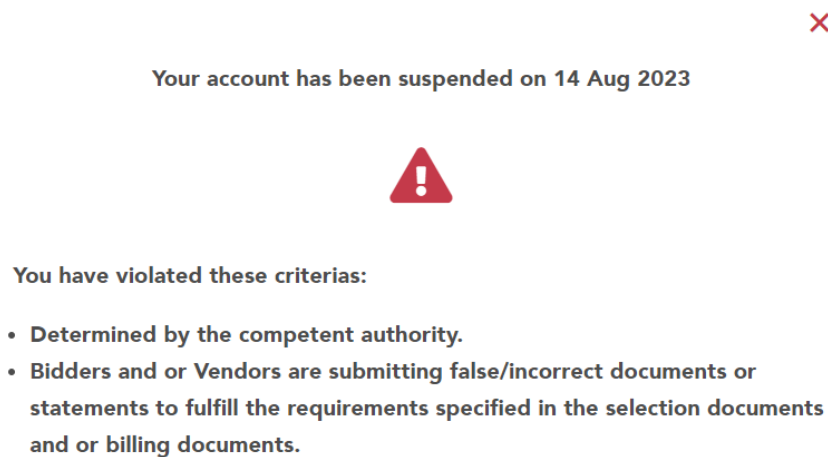 Your account has been suspended on 14 Aug 2023
You have violated these criterias:
• Determined by the competent authority.
• Bidders and or Vendors are submitting false/incorrect documents or
statements to fulfill the requirements specified in the selection documents
and or billing documents.